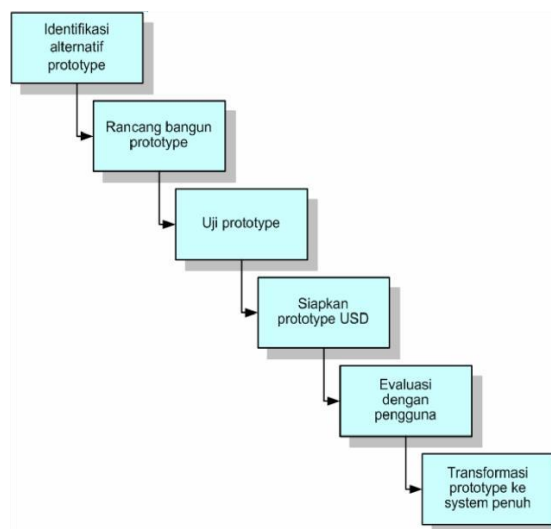 Identifikasi
alternatif
prototype
Rancang bangun
prototype
Uji prototype
Siapkan
prototype USD
Evaluasi
dengan
pengguna
Transformasi
prototype ke
system penuh